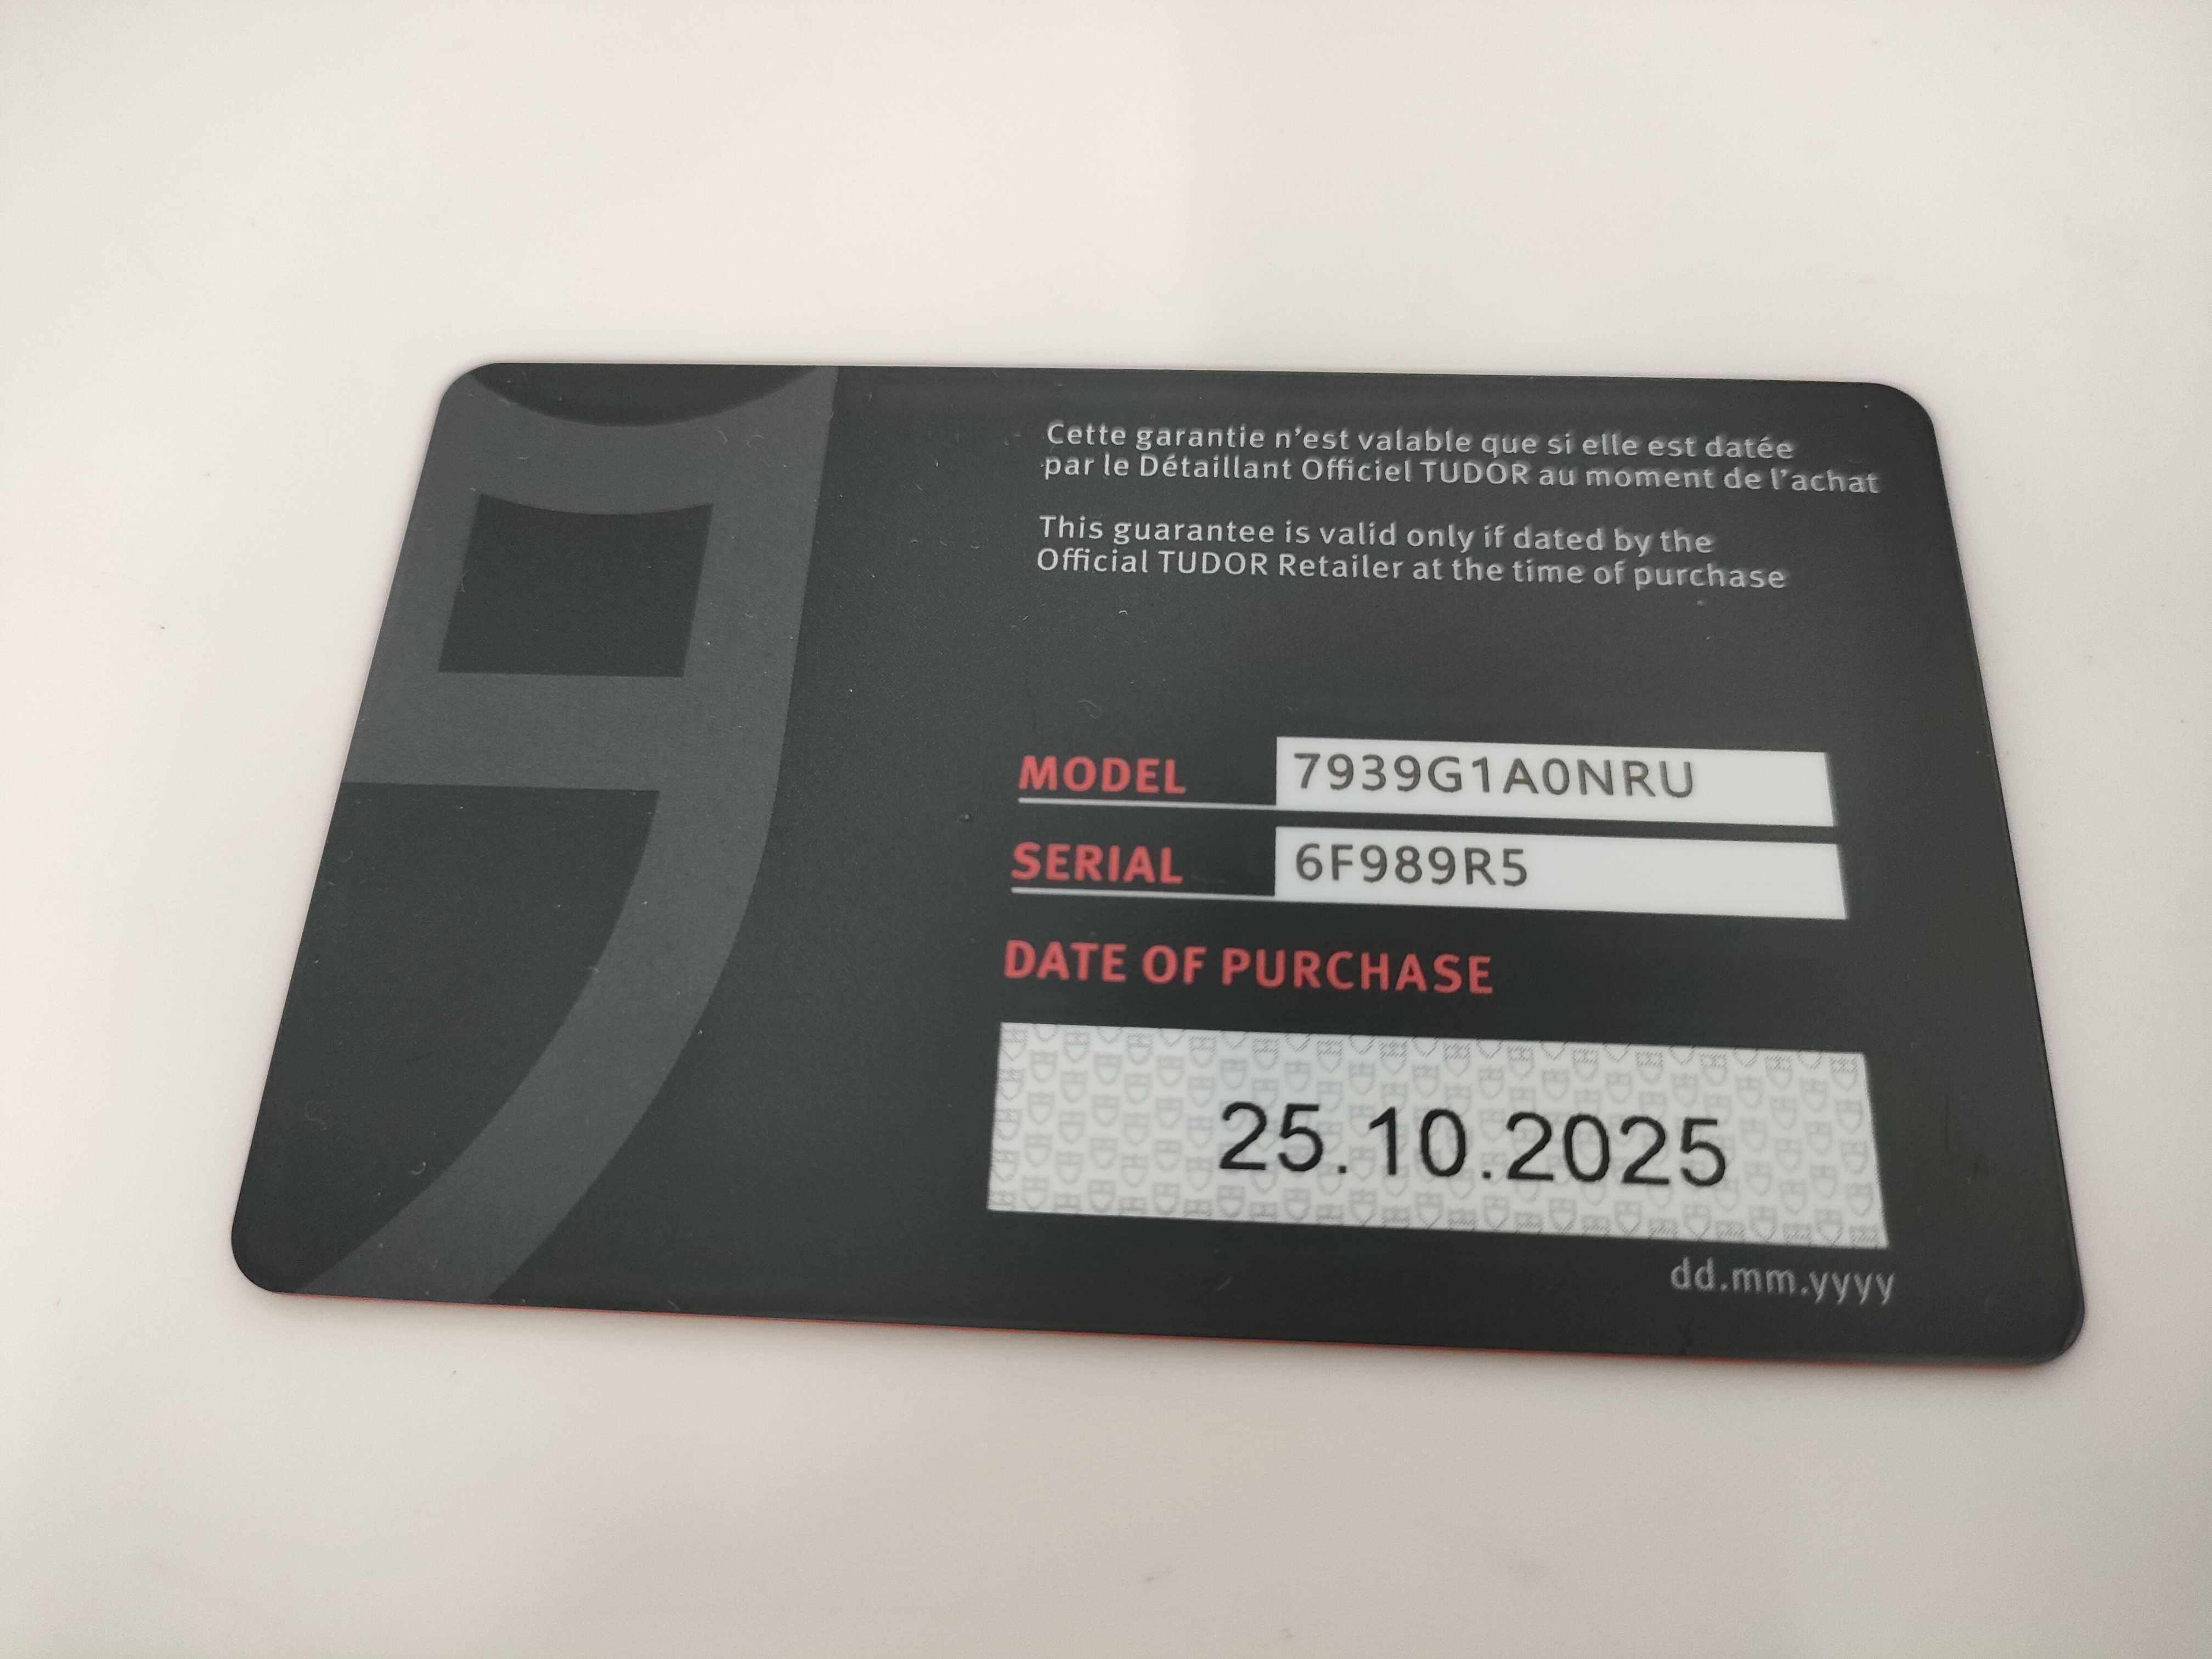 Cette garantie n'est valable que si elle est datée
par le Détaillant Officiel TUDOR au moment de l'achat
This guarantee is valid only if dated by the
Official TUDOR Retailer at the time of purchase
MODEL 7939G1A0NRU
SERIAL 6F989R5
DATE OF PURCHASE
25.10.2025
dd.mm.yyyy